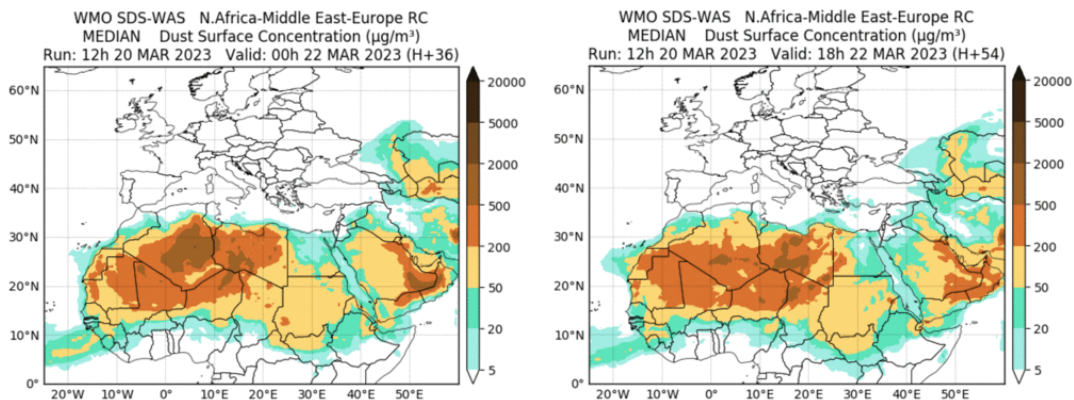 WMO SDS-WAS N.Africa-Middle East-Europe RC
MEDIAN Dust Surface Concentration (μg/m³)
Run: 12h 20 MAR 2023 Valid: 00h 22 MAR 2023 (H+36)
60°N
50°N
40°N
30°N
20°N
10°N
0°
20°W
10°W
0°
10°E
20°E
30°E
40°E
50°E
20000
5000
2000
500
200
50
20
5
WMO SDS-WAS N.Africa-Middle East-Europe RC
MEDIAN Dust Surface Concentration (μg/m³)
Run: 12h 20 MAR 2023 Valid: 18h 22 MAR 2023 (H+54)
60°N
50°N
40°N
30°N
20°N
10°N
0°
20°W
10°W
0°
10°E
20°E
30°E
40°E
50°E
20000
5000
2000
500
200
50
20
5